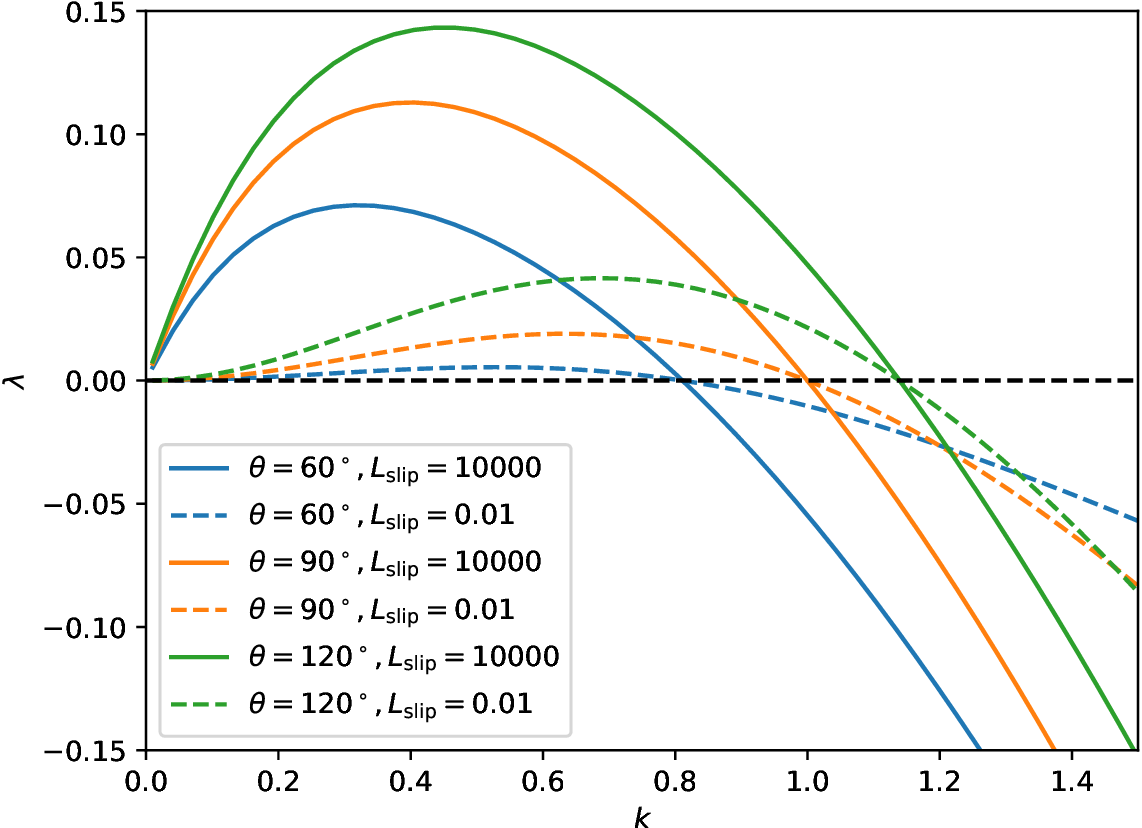 0.15
0.10
0.05
0.00
−0.05
−0.10
−0.15
λ
θ = 60°, L_slip = 10000
θ = 60°, L_slip = 0.01
θ = 90°, L_slip = 10000
θ = 90°, L_slip = 0.01
θ = 120°, L_slip = 10000
θ = 120°, L_slip = 0.01
0.0 0.2 0.4 0.6 0.8 1.0 1.2 1.4
k